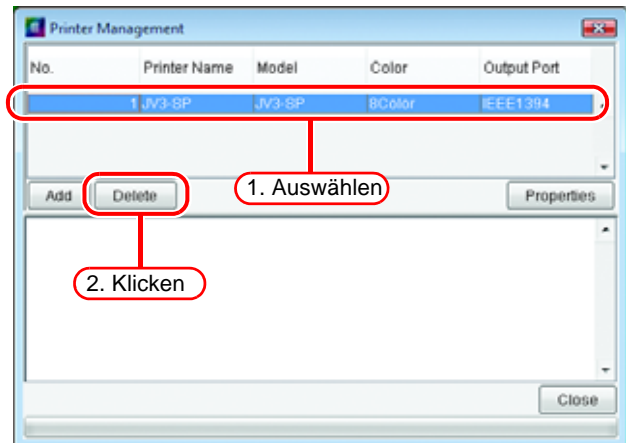 Printer Management
No. Printer Name Model Color Output Port
1 JV3-SP JV3-SP 8Color IEEE1394
1. Auswählen
Add Delete Properties
2. Klicken
Close